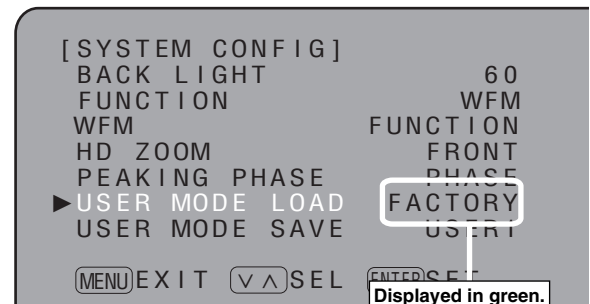 [SYSTEM CONFIG]
BACK LIGHT 60
FUNCTION WFM
WFM FUNCTION
HD ZOOM FRONT
PEAKING PHASE PHASE
▶USER MODE LOAD FACTORY
USER MODE SAVE USER1
MENU EXIT ∨ ∧ SEL ENTER SET
Displayed in green.